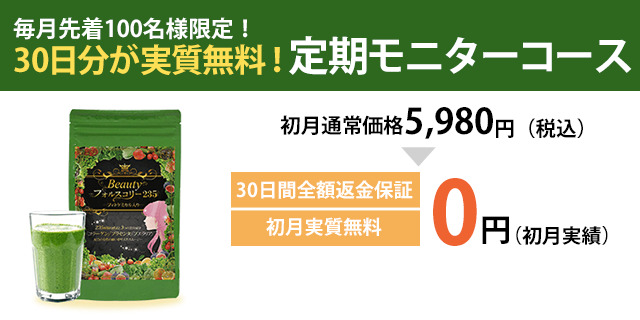 毎月先着100名様限定！
30日分が実質無料！定期モニターコース
初月通常価格5,980円（税込）
30日間全額返金保証
初月実質無料
0円（初月実績）
Beauty
フォルスコリー235